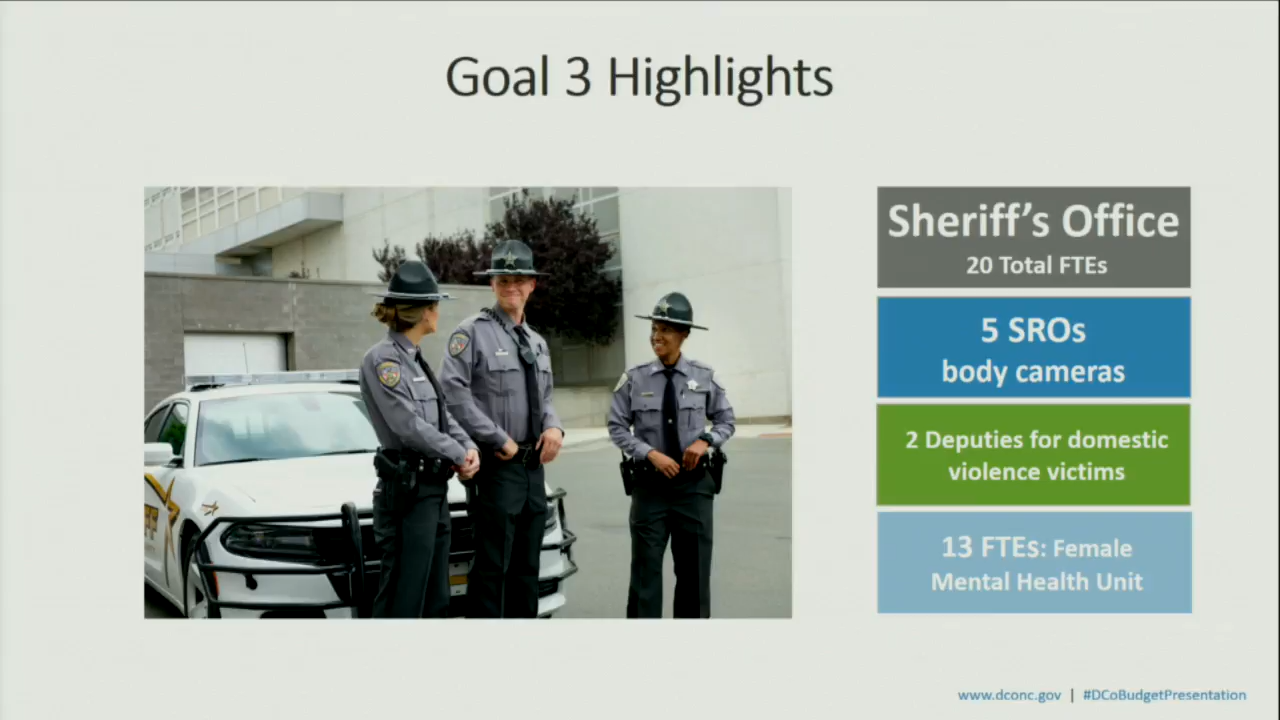 Goal 3 Highlights
Sheriff's Office
20 Total FTEs
5 SROs
body cameras
2 Deputies for domestic
violence victims
13 FTEs: Female
Mental Health Unit
www.dconc.gov | #DCoBudgetPresentation